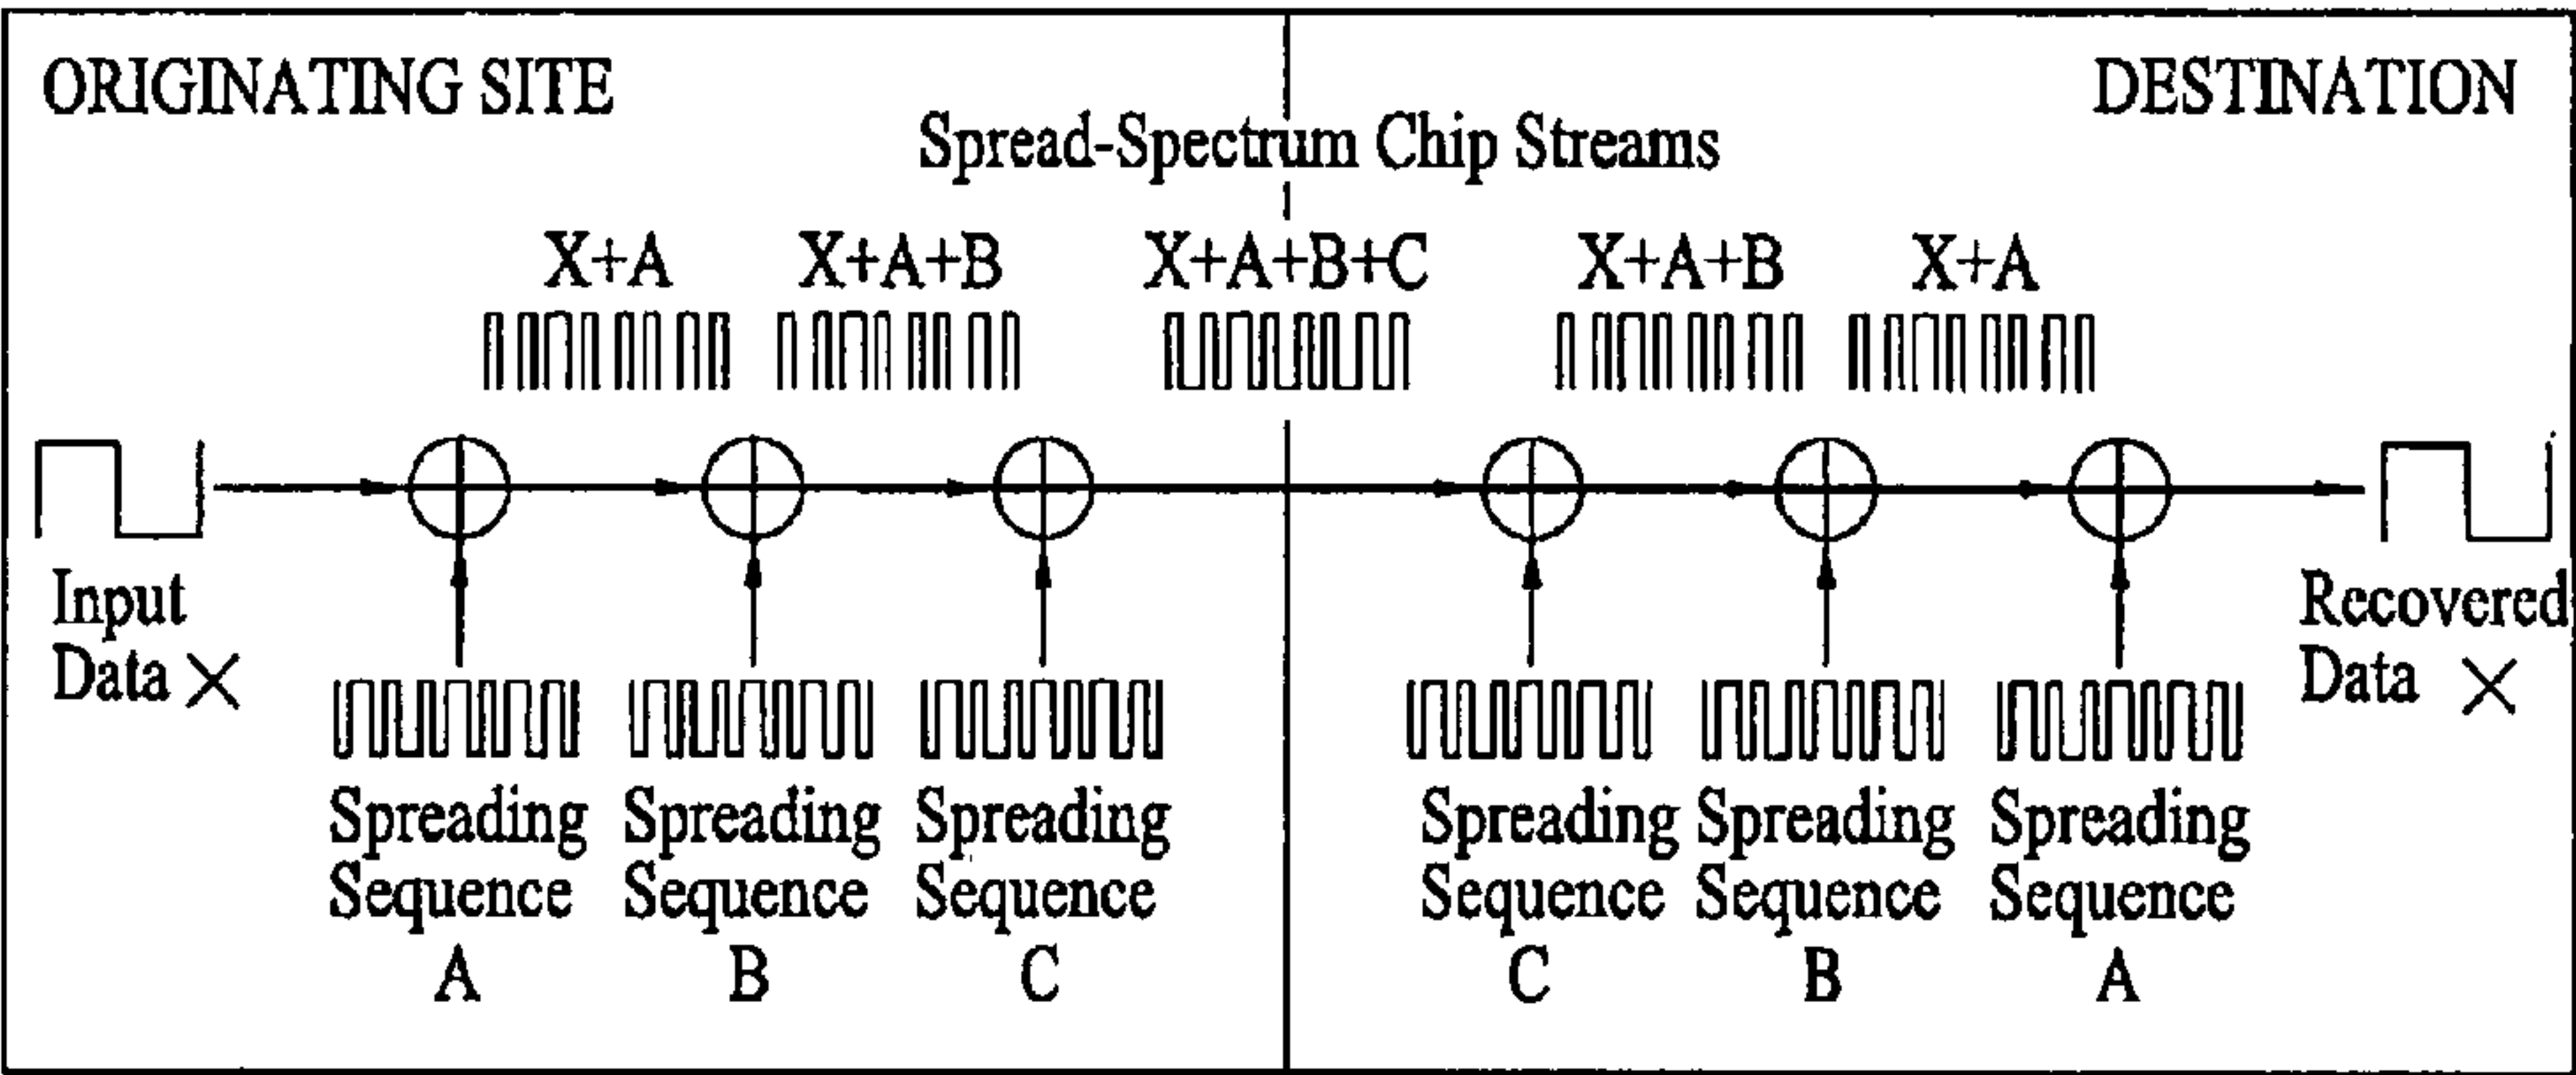 ORIGINATING SITE
DESTINATION
Spread-Spectrum Chip Streams
X+A
X+A+B
X+A+B+C
X+A+B
X+A
Input
Data X
Recovered
Data X
Spreading
Sequence
A
Spreading
Sequence
B
Spreading
Sequence
C
Spreading
Sequence
C
Spreading
Sequence
B
Spreading
Sequence
A